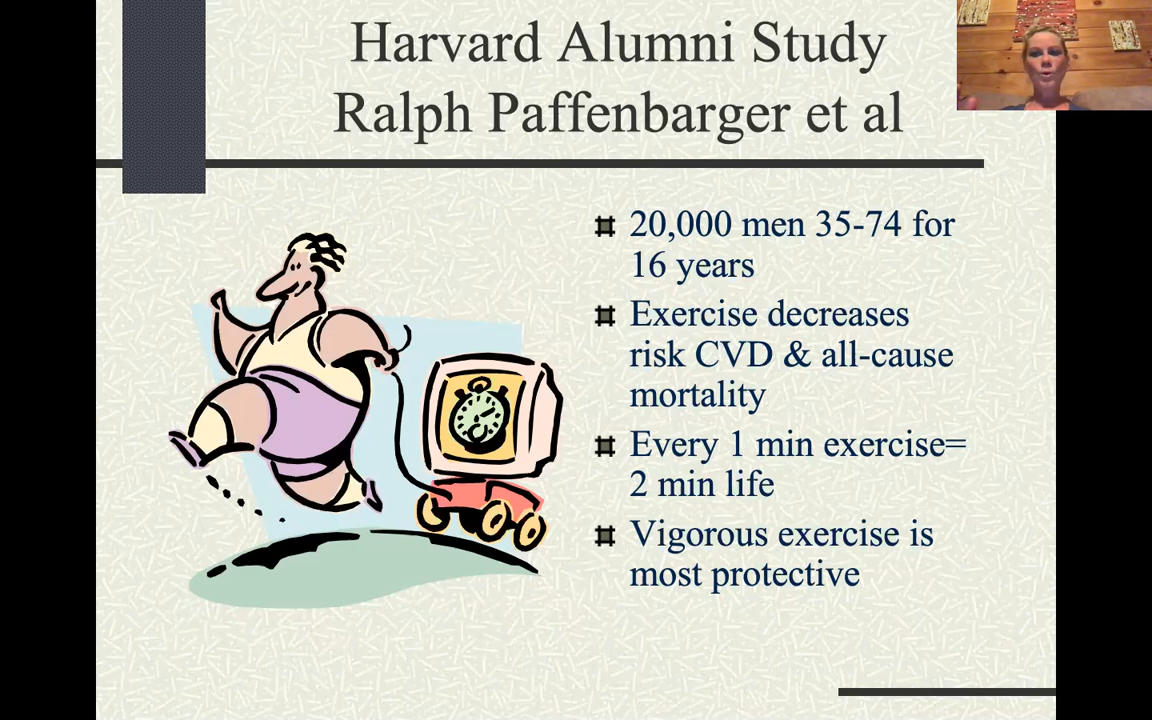 Harvard Alumni Study
Ralph Paffenbarger et al
20,000 men 35-74 for
16 years
Exercise decreases
risk CVD & all-cause
mortality
Every 1 min exercise=
2 min life
Vigorous exercise is
most protective